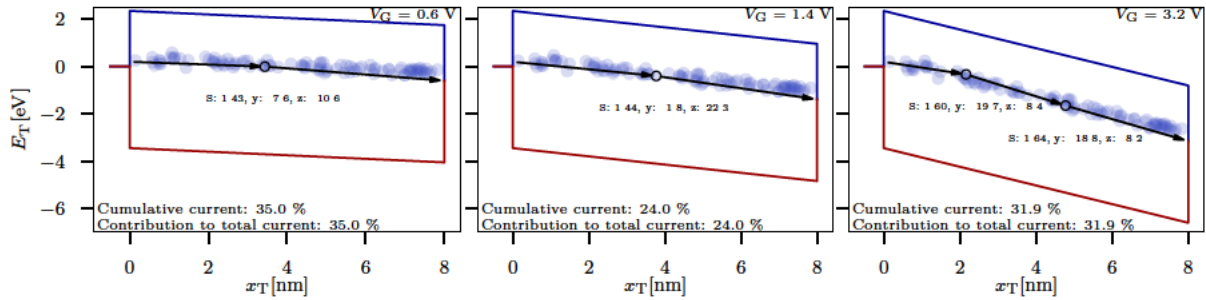 V_G = 0.6 V
V_G = 1.4 V
V_G = 3.2 V
E_T[eV]
2
0
−2
−4
−6
S: 1 43, y: 7 6, z: 10 6
S: 1 44, y: 1 8, z: 22 3
S: 1 60, y: 19 7, z: 8 4
S: 1 64, y: 18 8, z: 8 2
Cumulative current: 35.0 %
Contribution to total current: 35.0 %
Cumulative current: 24.0 %
Contribution to total current: 24.0 %
Cumulative current: 31.9 %
Contribution to total current: 31.9 %
0 2 4 6 8
0 2 4 6 8
0 2 4 6 8
x_T[nm]
x_T[nm]
x_T[nm]